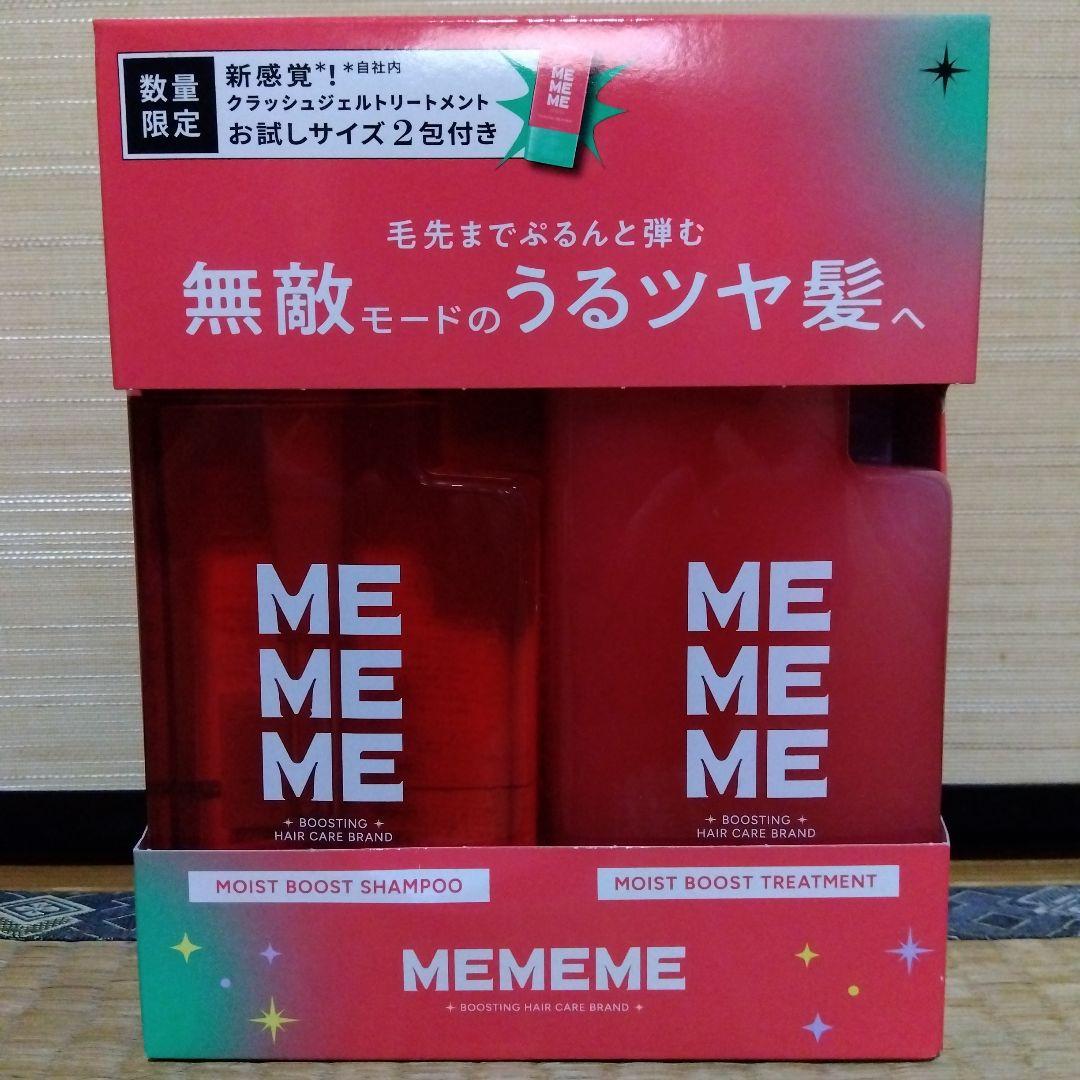 数量
限定
新感覚*! *自社内
クラッシュジェルトリートメント
お試しサイズ2包付き
ME
ME
ME
毛先までぷるんと弾む
無敵モードのうるツヤ髪へ
ME
ME
ME
BOOSTING
HAIR CARE BRAND
ME
ME
ME
BOOSTING
HAIR CARE BRAND
MOIST BOOST SHAMPOO
MOIST BOOST TREATMENT
MEMEME
BOOSTING HAIR CARE BRAND